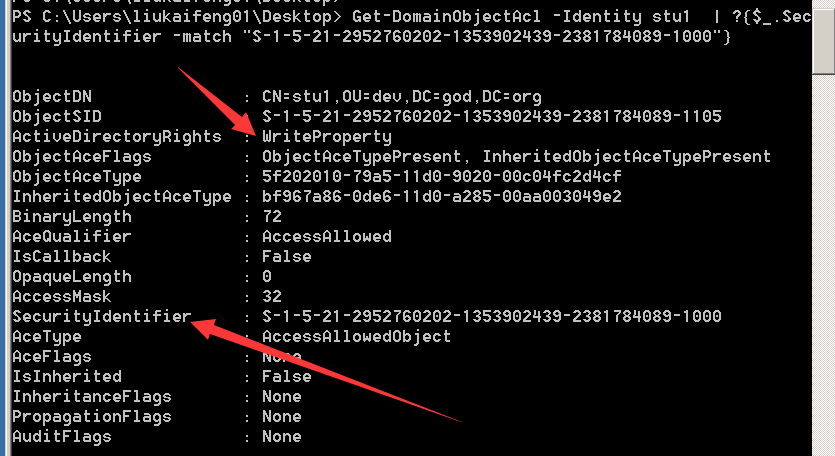 PS C:\Users\liukaifeng01\Desktop> Get-DomainObjectAcl -Identity stu1  | ?{$_.Sec
urityIdentifier -match "S-1-5-21-2952760202-1353902439-2381784089-1000"}
ObjectDN               : CN=stu1,OU=dev,DC=god,DC=org
ObjectSID              : S-1-5-21-2952760202-1353902439-2381784089-1105
ActiveDirectoryRights  : WriteProperty
ObjectAceFlags         : ObjectAceTypePresent, InheritedObjectAceTypePresent
ObjectAceType          : 5f202010-79a5-11d0-9020-00c04fc2d4cf
InheritedObjectAceType : bf967a86-0de6-11d0-a285-00aa003049e2
BinaryLength           : 72
AceQualifier           : AccessAllowed
IsCallback             : False
OpaqueLength           : 0
AccessMask             : 32
SecurityIdentifier     : S-1-5-21-2952760202-1353902439-2381784089-1000
AceType                : AccessAllowedObject
AceFlags               : None
IsInherited            : False
InheritanceFlags       : None
PropagationFlags       : None
AuditFlags             : None